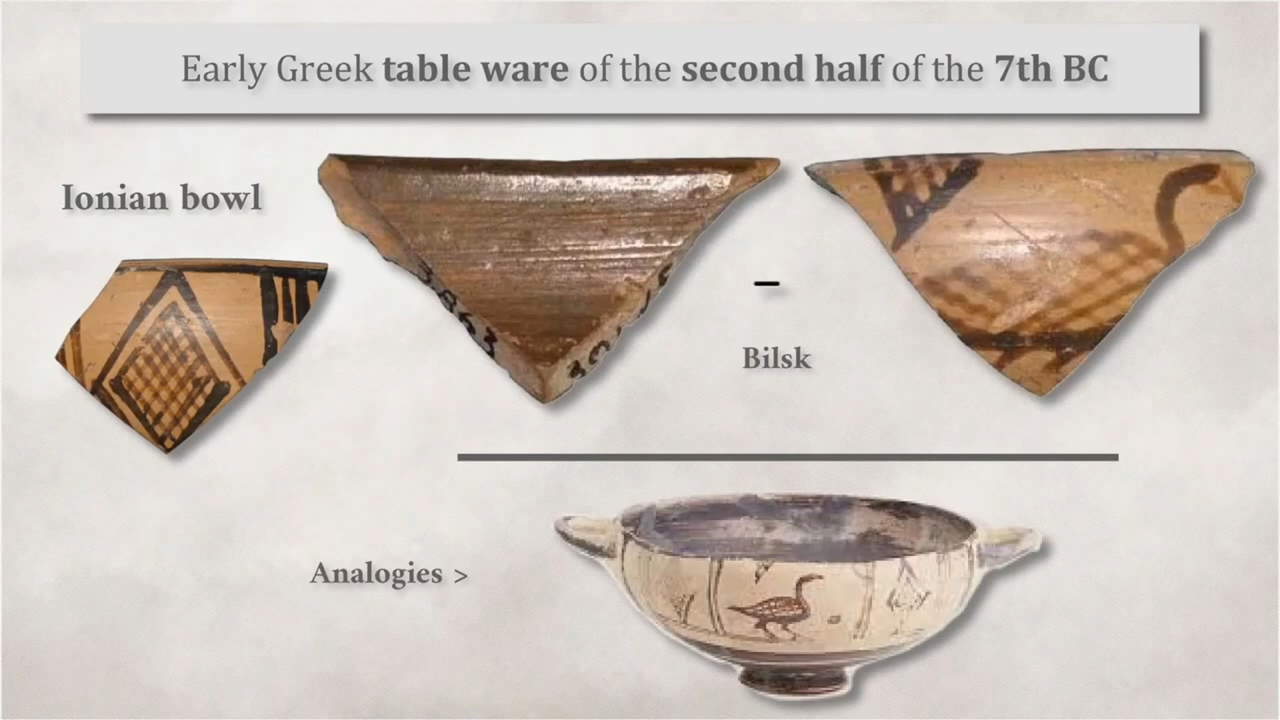 Early Greek table ware of the second half of the 7th BC
Ionian bowl
Bilsk
Analogies >